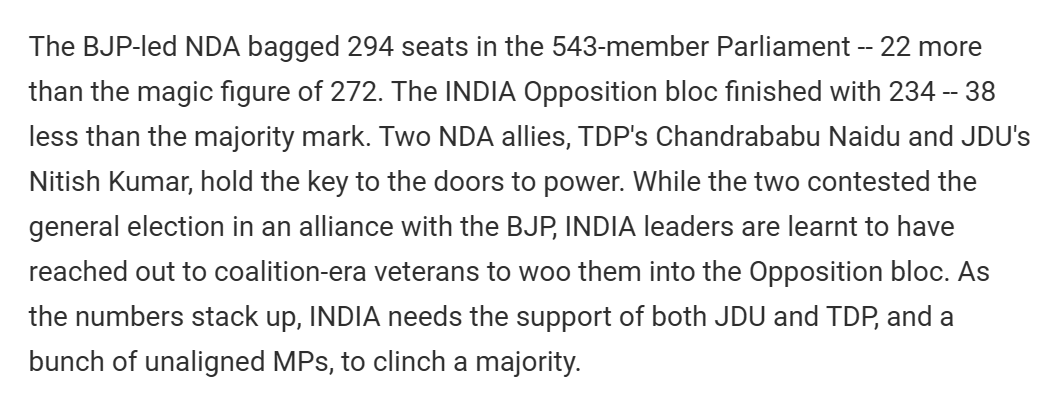 The BJP-led NDA bagged 294 seats in the 543-member Parliament -- 22 more
than the magic figure of 272. The INDIA Opposition bloc finished with 234 -- 38
less than the majority mark. Two NDA allies, TDP's Chandrababu Naidu and JDU's
Nitish Kumar, hold the key to the doors to power. While the two contested the
general election in an alliance with the BJP, INDIA leaders are learnt to have
reached out to coalition-era veterans to woo them into the Opposition bloc. As
the numbers stack up, INDIA needs the support of both JDU and TDP, and a
bunch of unaligned MPs, to clinch a majority.